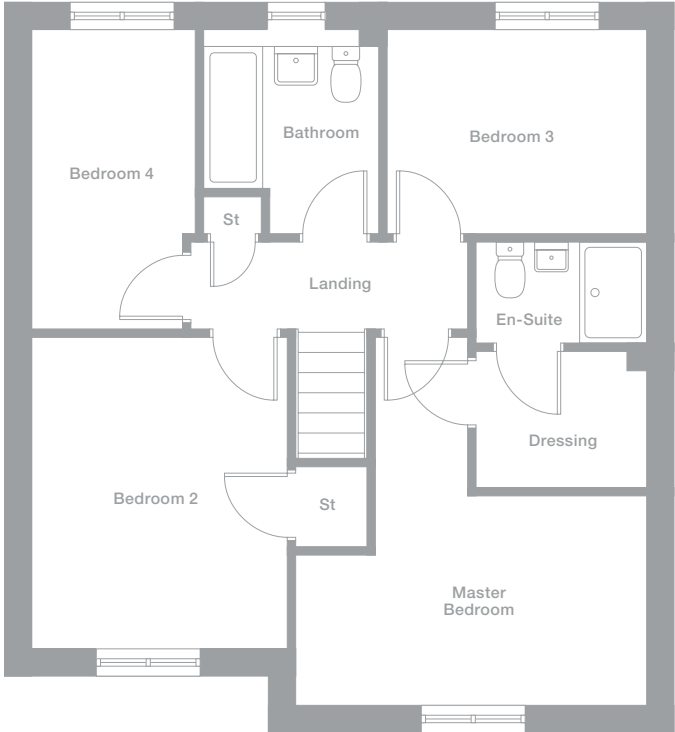 Bathroom
Bedroom 3
Bedroom 4
St
Landing
En-Suite
Dressing
Bedroom 2
St
Master
Bedroom